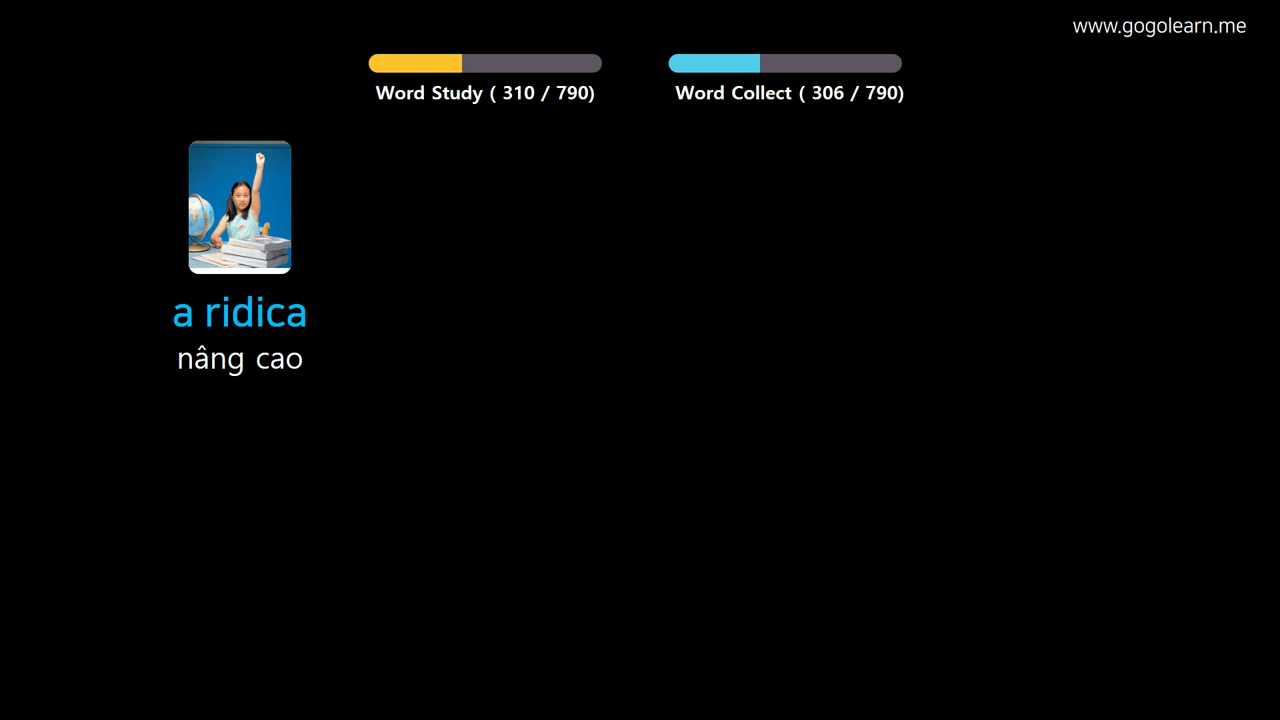 www.gogolearn.me
Word Study ( 310 / 790)
Word Collect ( 306 / 790)
a ridica
nâng cao